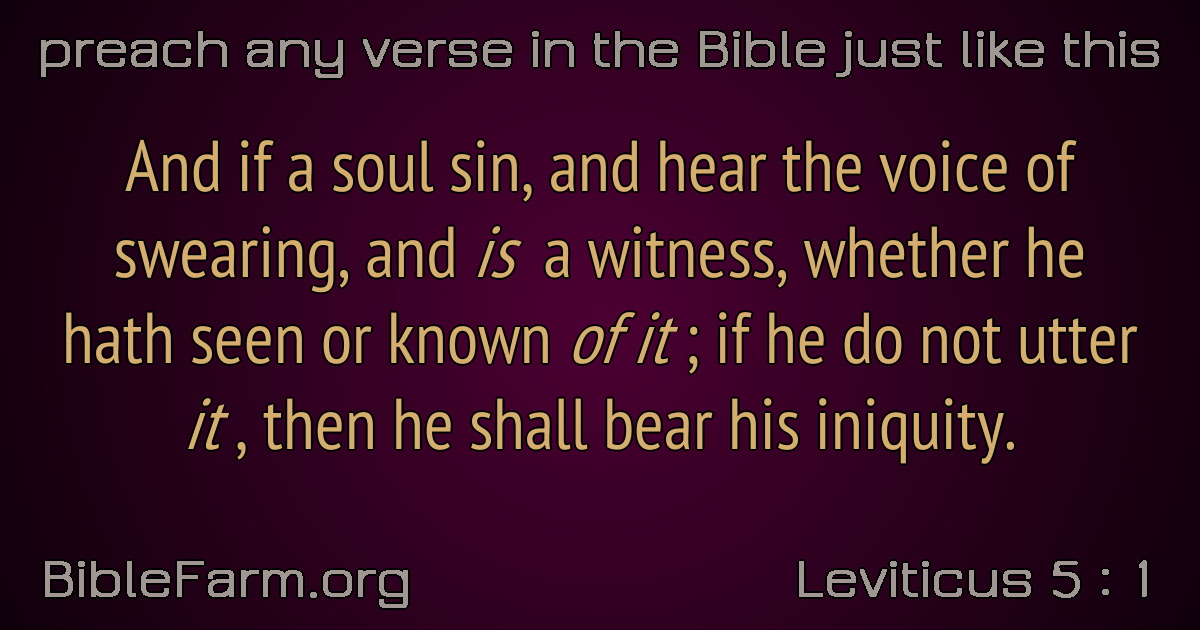 preach any verse in the Bible just like this
And if a soul sin, and hear the voice of
swearing, and is a witness, whether he
hath seen or known of it ; if he do not utter
it , then he shall bear his iniquity.
BibleFarm.org
Leviticus 5 : 1